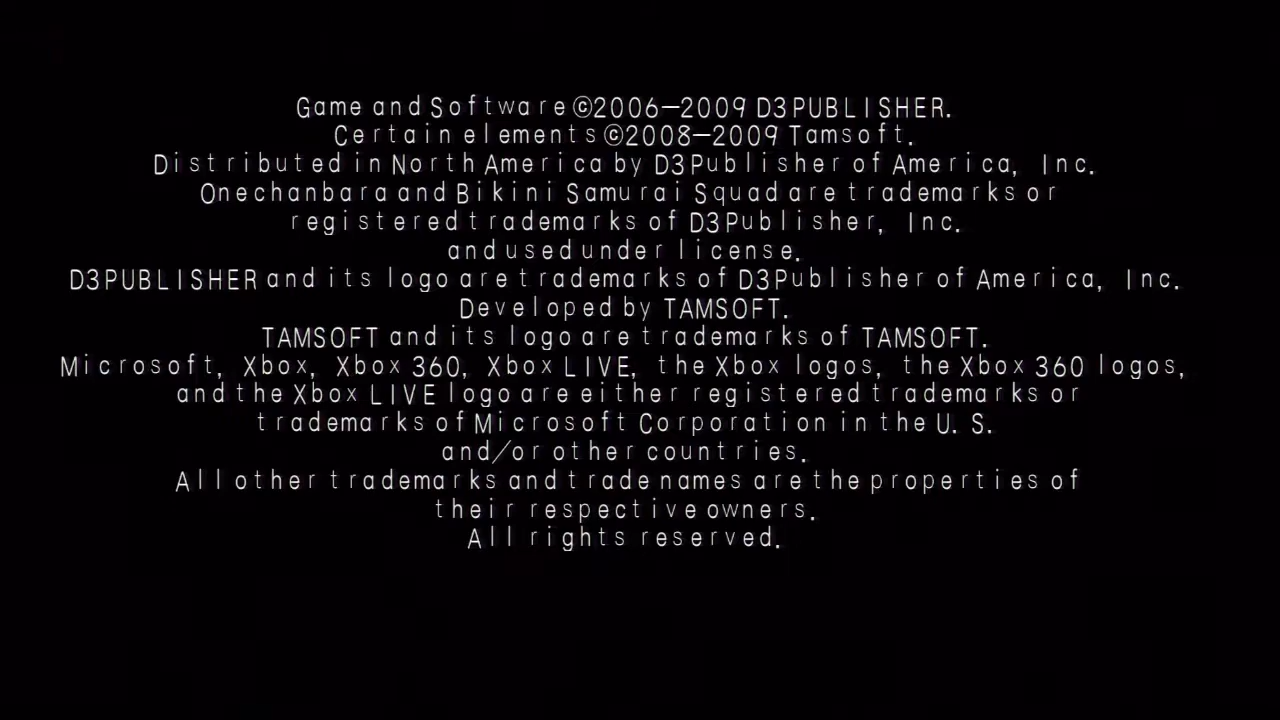 Game and Software ©2006-2009 D3PUBLISHER.
Certain elements ©2008-2009 Tamsoft.
Distributed in North America by D3Publisher of America, Inc.
Onechanbara and Bikini Samurai Squad are trademarks or
registered trademarks of D3Publisher, Inc.
and used under license.
D3PUBLISHER and its logo are trademarks of D3Publisher of America, Inc.
Developed by TAMSOFT.
TAMSOFT and its logo are trademarks of TAMSOFT.
Microsoft, Xbox, Xbox 360, Xbox LIVE, the Xbox logos, the Xbox 360 logos,
and the Xbox LIVE logo are either registered trademarks or
trademarks of Microsoft Corporation in the U. S.
and/or other countries.
All other trademarks and trade names are the properties of
their respective owners.
All rights reserved.